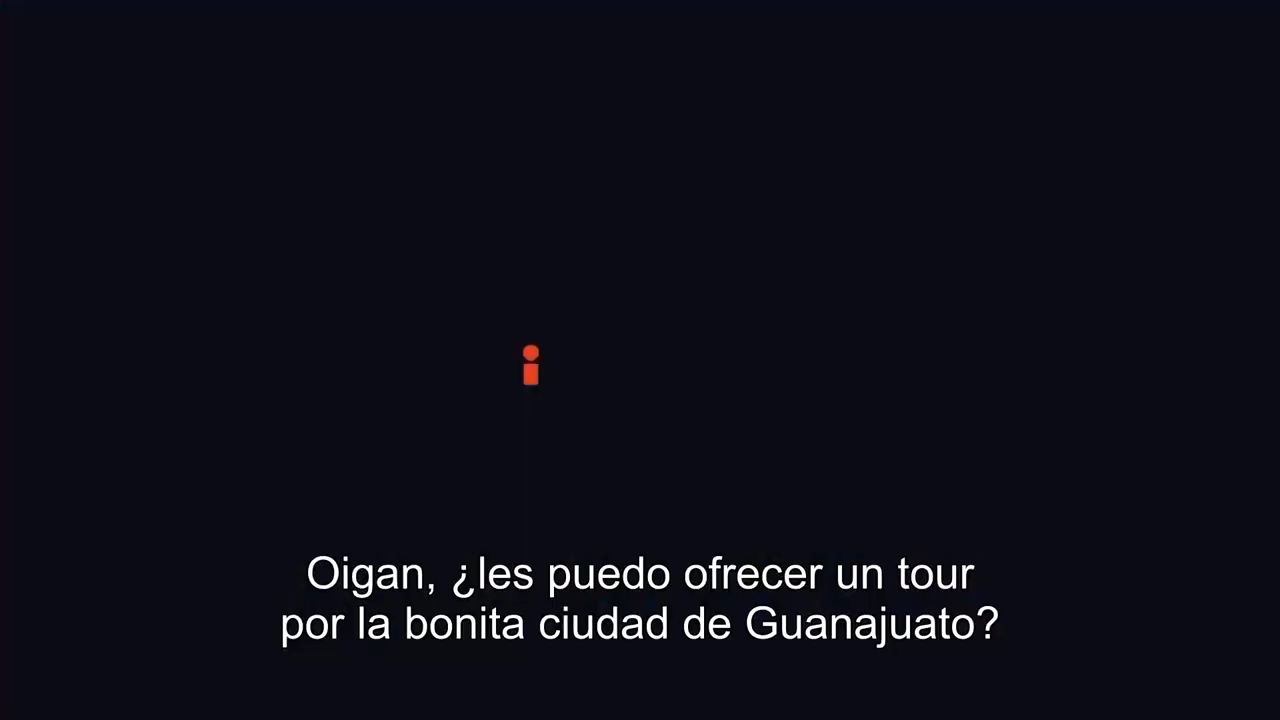 Oigan, ¿les puedo ofrecer un tour
por la bonita ciudad de Guanajuato?